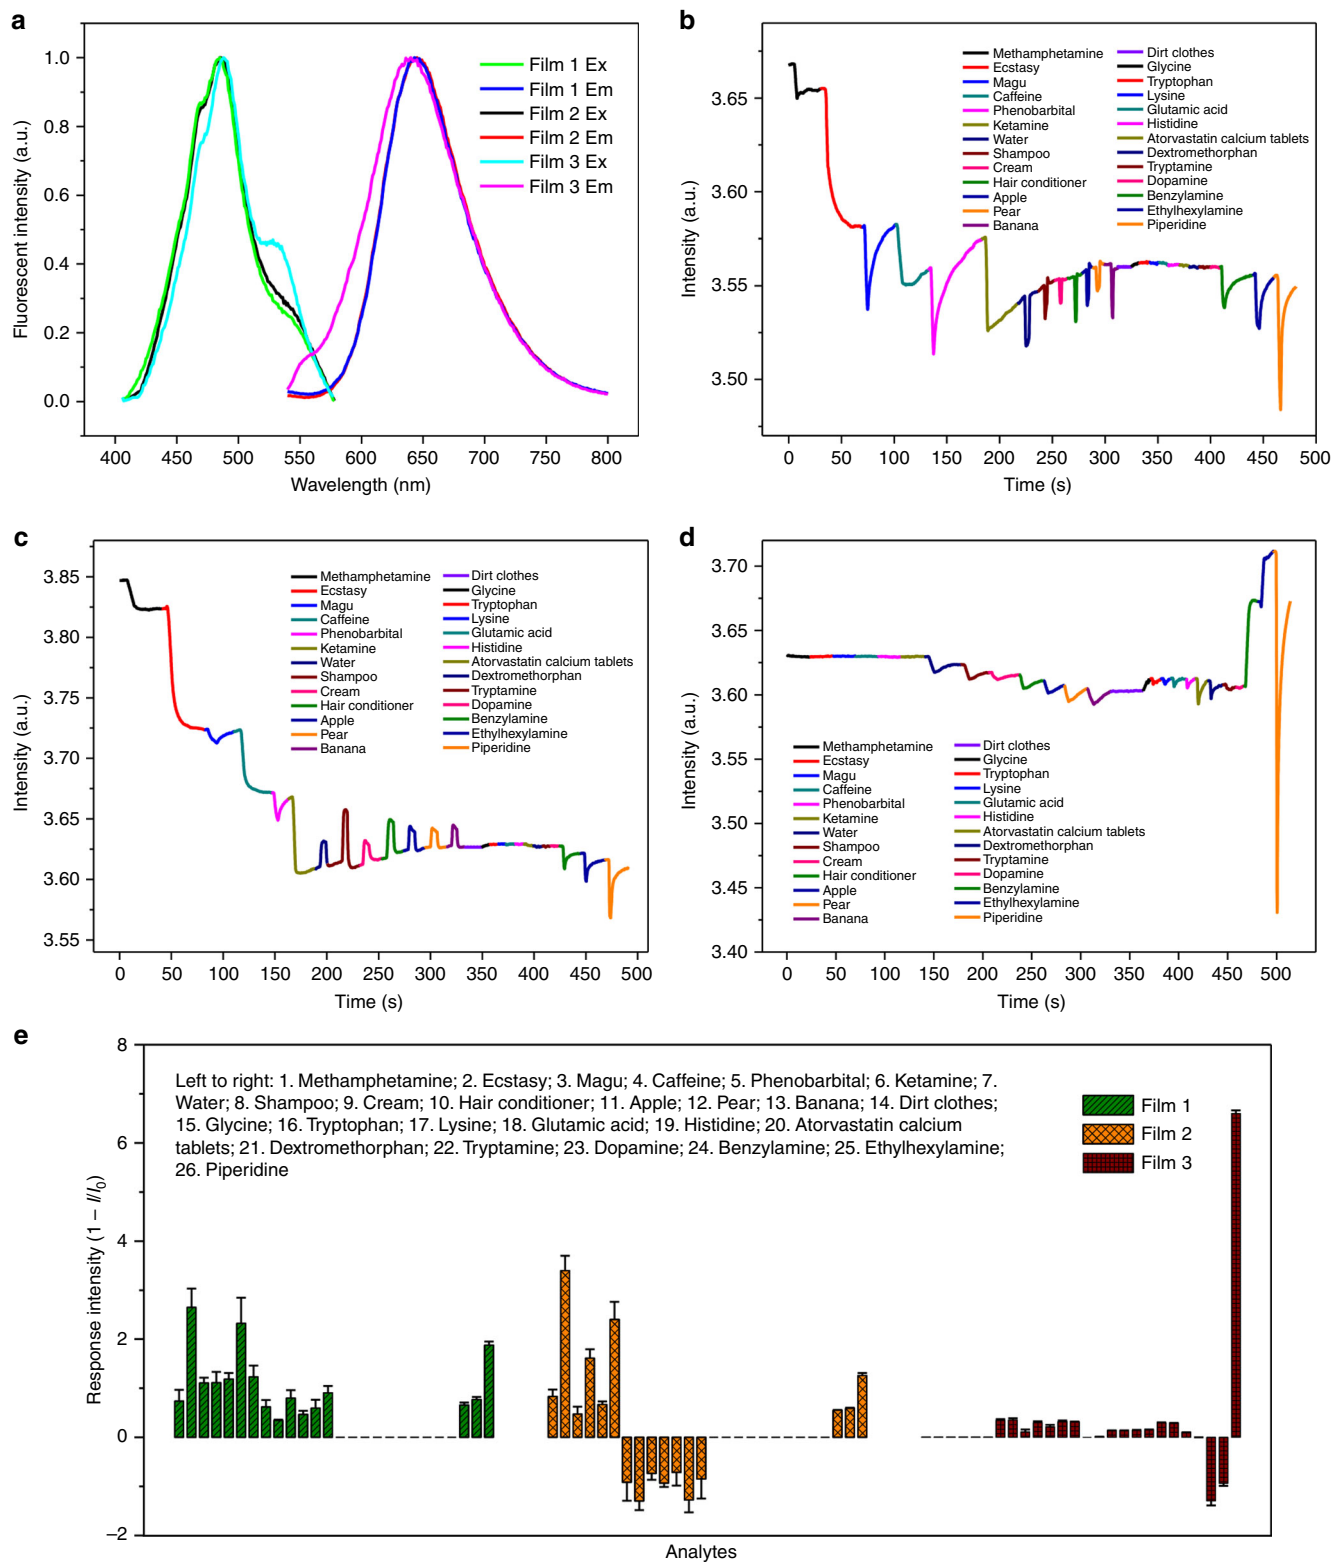 a
Fluorescent intensity (a.u.)
1.0
0.8
0.6
0.4
0.2
0.0
Film 1 Ex
Film 1 Em
Film 2 Ex
Film 2 Em
Film 3 Ex
Film 3 Em
400 450 500 550 600 650 700 750 800
Wavelength (nm)
b
Intensity (a.u.)
3.65
3.60
3.55
3.50
Methamphetamine
Ecstasy
Magu
Caffeine
Phenobarbital
Ketamine
Water
Shampoo
Cream
Hair conditioner
Apple
Pear
Banana
Dirt clothes
Glycine
Tryptophan
Lysine
Glutamic acid
Histidine
Atorvastatin calcium tablets
Dextromethorphan
Tryptamine
Dopamine
Benzylamine
Ethylhexylamine
Piperidine
0 50 100 150 200 250 300 350 400 450 500
Time (s)
c
Intensity (a.u.)
3.85
3.80
3.75
3.70
3.65
3.60
3.55
Methamphetamine
Ecstasy
Magu
Caffeine
Phenobarbital
Ketamine
Water
Shampoo
Cream
Hair conditioner
Apple
Pear
Banana
Dirt clothes
Glycine
Tryptophan
Lysine
Glutamic acid
Histidine
Atorvastatin calcium tablets
Dextromethorphan
Tryptamine
Dopamine
Benzylamine
Ethylhexylamine
Piperidine
0 50 100 150 200 250 300 350 400 450 500
Time (s)
d
Intensity (a.u.)
3.70
3.65
3.60
3.55
3.50
3.45
3.40
Methamphetamine
Ecstasy
Magu
Caffeine
Phenobarbital
Ketamine
Water
Shampoo
Cream
Hair conditioner
Apple
Pear
Banana
Dirt clothes
Glycine
Tryptophan
Lysine
Glutamic acid
Histidine
Atorvastatin calcium tablets
Dextromethorphan
Tryptamine
Dopamine
Benzylamine
Ethylhexylamine
Piperidine
0 50 100 150 200 250 300 350 400 450 500
Time (s)
e
Response intensity (1 – I/I0)
8
6
4
2
0
–2
Left to right: 1. Methamphetamine; 2. Ecstasy; 3. Magu; 4. Caffeine; 5. Phenobarbital; 6. Ketamine; 7.
Water; 8. Shampoo; 9. Cream; 10. Hair conditioner; 11. Apple; 12. Pear; 13. Banana; 14. Dirt clothes;
15. Glycine; 16. Tryptophan; 17. Lysine; 18. Glutamic acid; 19. Histidine; 20. Atorvastatin calcium
tablets; 21. Dextromethorphan; 22. Tryptamine; 23. Dopamine; 24. Benzylamine; 25. Ethylhexylamine;
26. Piperidine
Film 1
Film 2
Film 3
Analytes